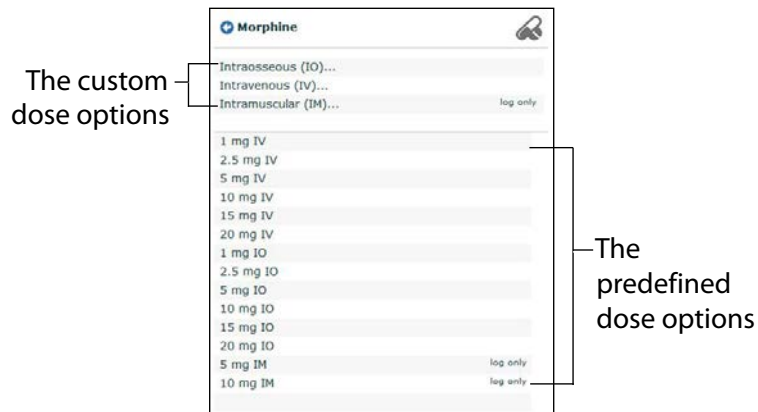 Morphine
The custom
dose options
Intraosseous (IO)...
Intravenous (IV)...
Intramuscular (IM)... log only
1 mg IV
2.5 mg IV
5 mg IV
10 mg IV
15 mg IV
20 mg IV
1 mg IO
2.5 mg IO
5 mg IO
10 mg IO
15 mg IO
20 mg IO
5 mg IM log only
10 mg IM log only
The
predefined
dose options